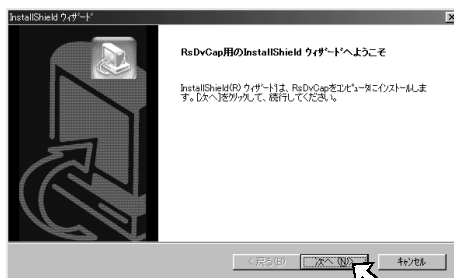 InstallShield ウィザード
RsDvCap用のInstallShield ウィザードへようこそ
InstallShield(R) ウィザードは、RsDvCapをコンピュータにインストールしま
す。[次へ]をクリックして、続行してください。
< 戻る(B)
次へ (N) >
キャンセル